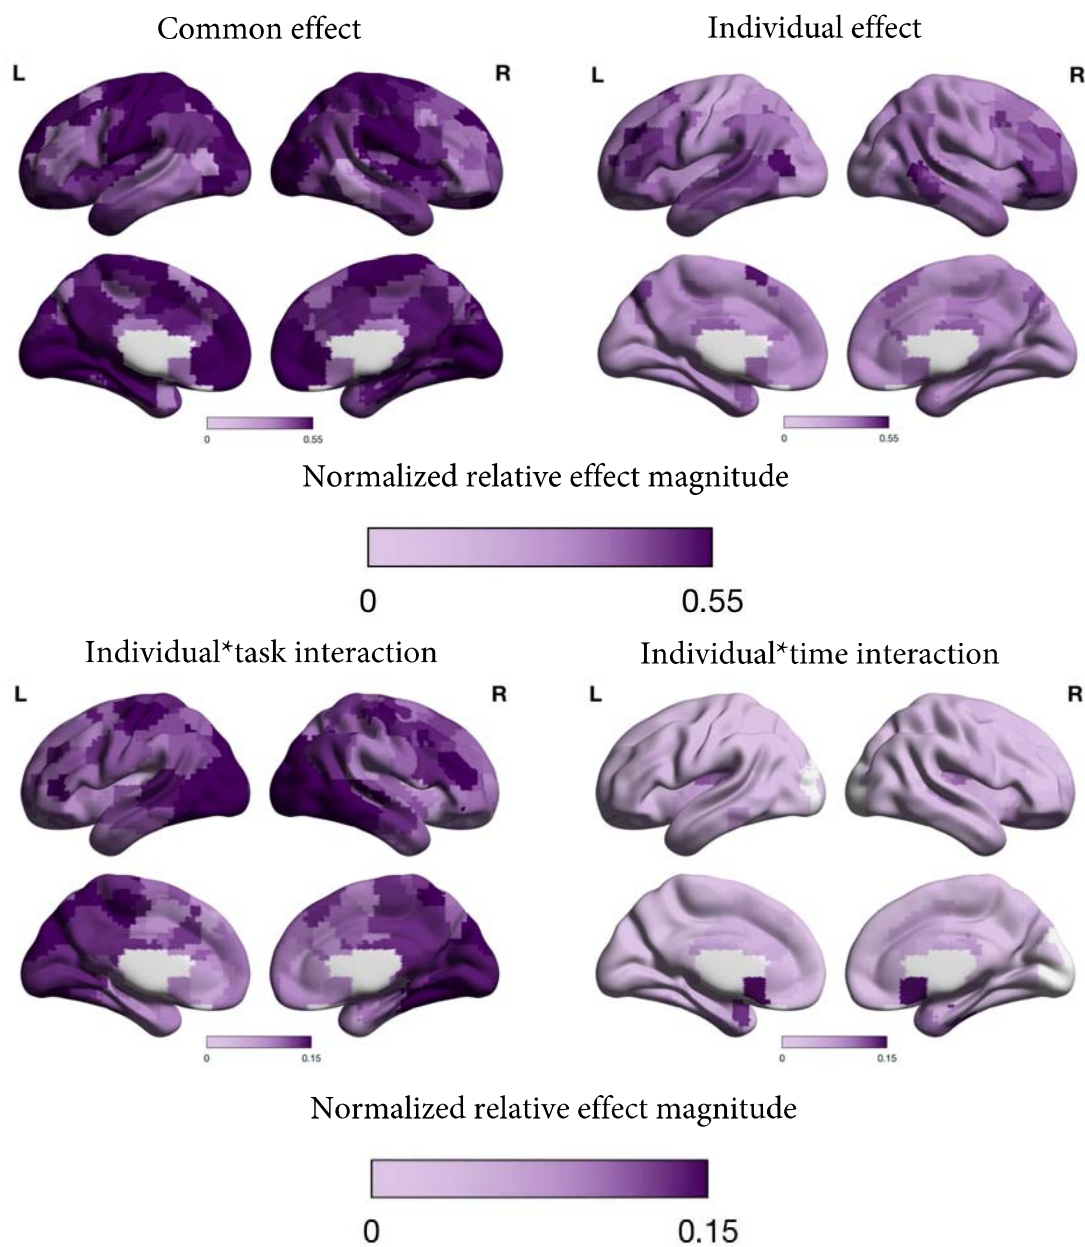 Common effect
Individual effect
L
R
L
R
0
0.55
0
0.55
Normalized relative effect magnitude
0
0.55
Individual*task interaction
Individual*time interaction
L
R
L
R
0
0.15
0
0.15
Normalized relative effect magnitude
0
0.15